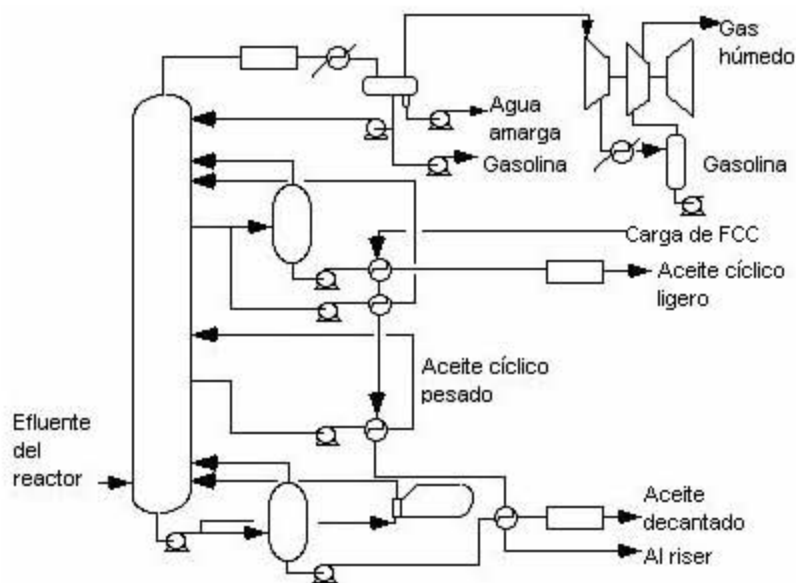 Gas
húmedo
Agua
amarga
Gasolina
Gasolina
Carga de FCC
Aceite cíclico
ligero
Aceite cíclico
pesado
Efluente
del
reactor
Aceite
decantado
Al riser